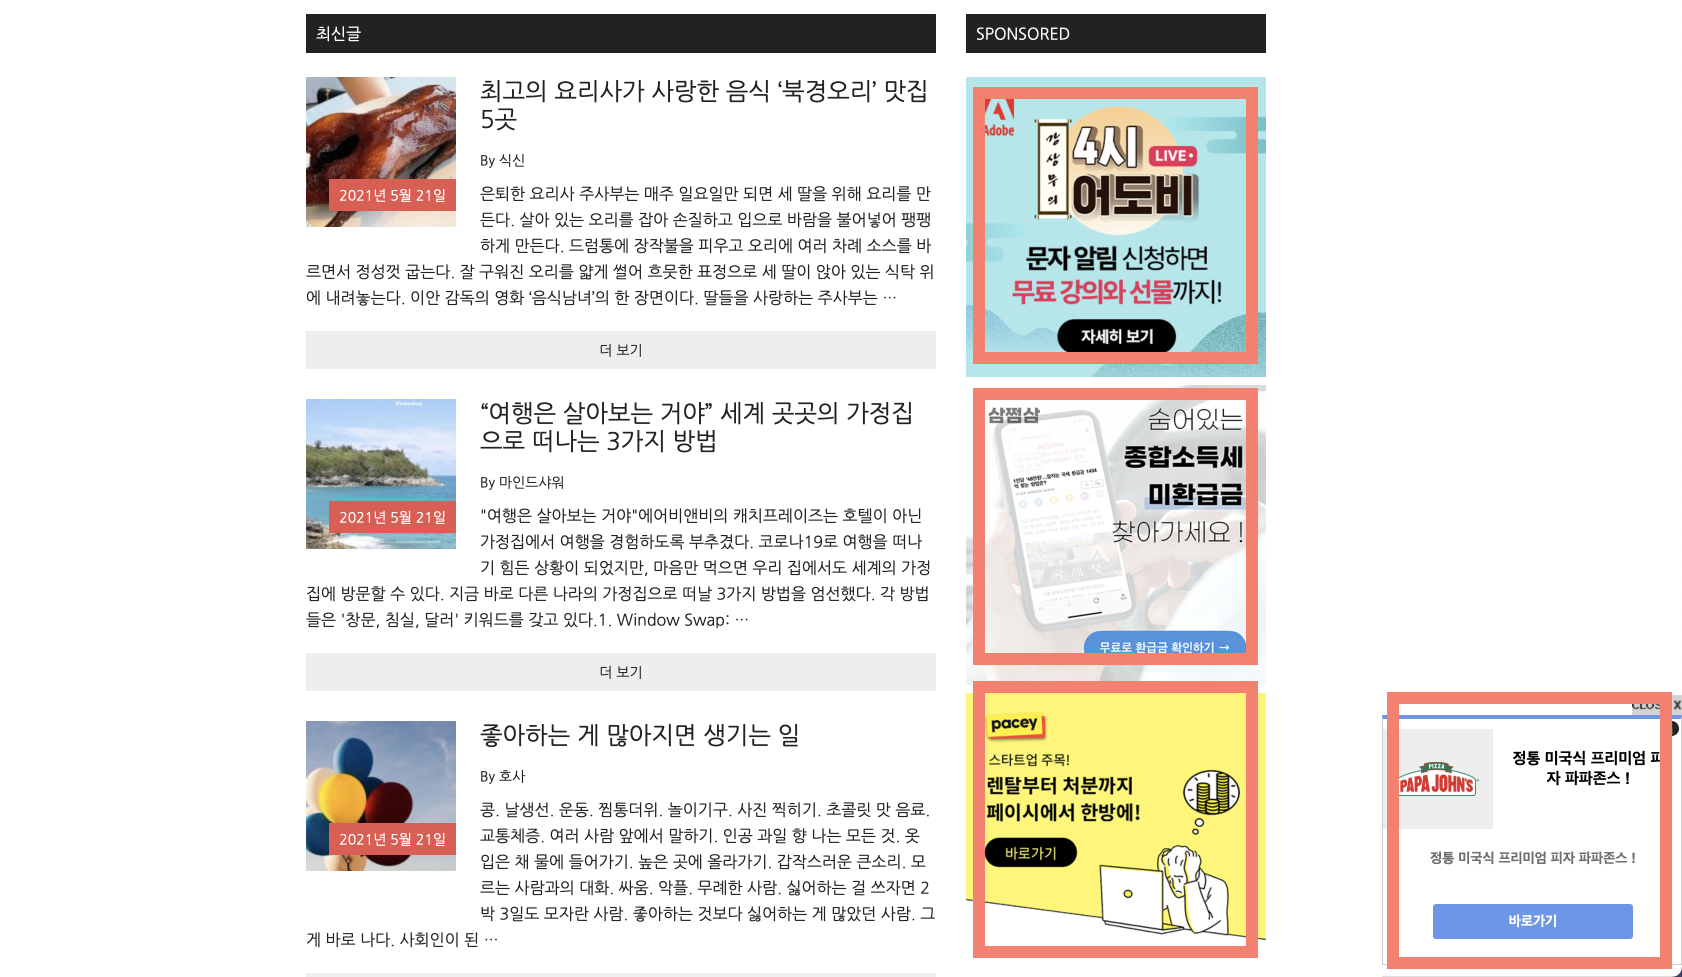 최신글
최고의 요리사가 사랑한 음식 ‘북경오리’ 맛집
5곳
By 식신
2021년 5월 21일
은퇴한 요리사 주사부는 매주 일요일만 되면 세 딸을 위해 요리를 만
든다. 살아 있는 오리를 잡아 손질하고 입으로 바람을 불어넣어 팽팽
하게 만든다. 드럼통에 장작불을 피우고 오리에 여러 차례 소스를 바
르면서 정성껏 굽는다. 잘 구워진 오리를 얇게 썰어 흐뭇한 표정으로 세 딸이 앉아 있는 식탁 위
에 내려놓는다. 이안 감독의 영화 ‘음식남녀’의 한 장면이다. 딸들을 사랑하는 주사부는 …
더 보기
“여행은 살아보는 거야” 세계 곳곳의 가정집
으로 떠나는 3가지 방법
By 마인드샤워
2021년 5월 21일
"여행은 살아보는 거야"에어비앤비의 캐치프레이즈는 호텔이 아닌
가정집에서 여행을 경험하도록 부추겼다. 코로나19로 여행을 떠나
기 힘든 상황이 되었지만, 마음만 먹으면 우리 집에서도 세계의 가정
집에 방문할 수 있다. 지금 바로 다른 나라의 가정집으로 떠날 3가지 방법을 엄선했다. 각 방법
들은 '창문, 침실, 달러' 키워드를 갖고 있다.1. Window Swap: …
더 보기
좋아하는 게 많아지면 생기는 일
By 호사
2021년 5월 21일
콩. 날생선. 운동. 찜통더위. 놀이기구. 사진 찍히기. 초콜릿 맛 음료.
교통체증. 여러 사람 앞에서 말하기. 인공 과일 향 나는 모든 것. 옷
입은 채 물에 들어가기. 높은 곳에 올라가기. 갑작스러운 큰소리. 모
르는 사람과의 대화. 싸움. 악플. 무례한 사람. 싫어하는 걸 쓰자면 2
박 3일도 모자란 사람. 좋아하는 것보다 싫어하는 게 많았던 사람. 그
게 바로 나다. 사회인이 된 …
SPONSORED
Adobe
감상부의
4시 LIVE
어도비
문자 알림 신청하면
무료 강의와 선물까지!
자세히 보기
삼쩜삼
숨어있는
종합소득세
미환급금
찾아가세요 !
국세청
무료로 환급금 확인하기 →
pacey
스타트업 주목!
렌탈부터 처분까지
페이시에서 한방에!
바로가기
X
PIZZA
PAPA JOHN'S
정통 미국식 프리미엄 피
자 파파존스 !
정통 미국식 프리미엄 피자 파파존스 !
바로가기